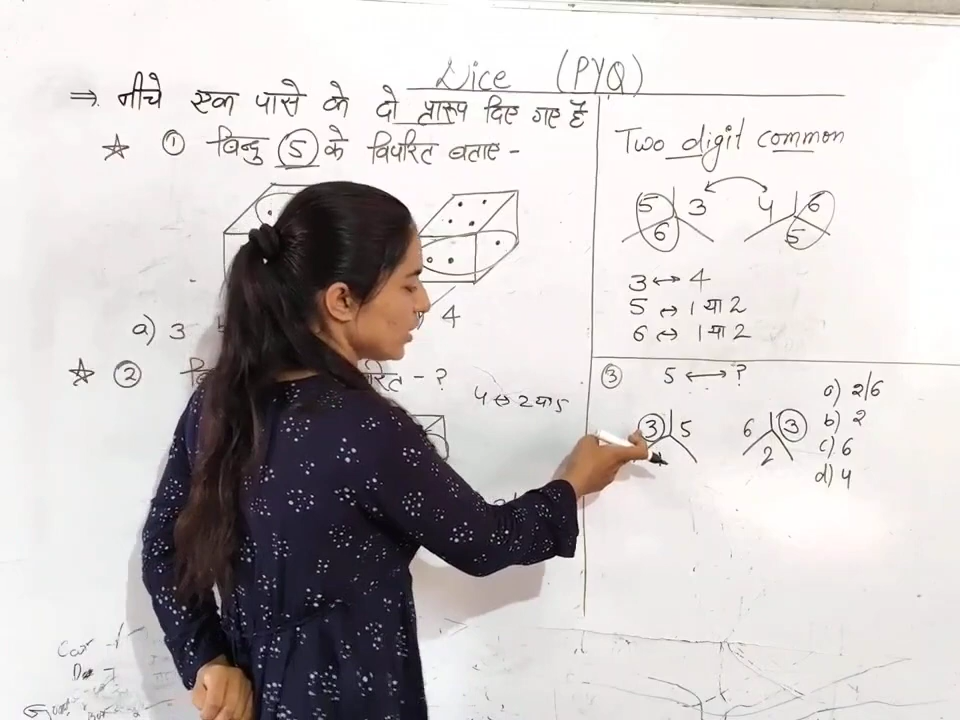 Dice (PYQ)
⇒ नीचे एक पासे के दो प्रारूप दिए गए हैं
☆ ① बिन्दु 5 के विपरित बताए -
4
a) 3
☆ ②
रित - ?
4 ↔ 2 या 5
Two digit common
5 3 6
4 6 5
3 ↔ 4
5 ↔ 1 या 2
6 ↔ 1 या 2
③ 5 ↔ ?
3 5
6 3 2
a) 2/6
b) 2
c) 6
d) 4
Car